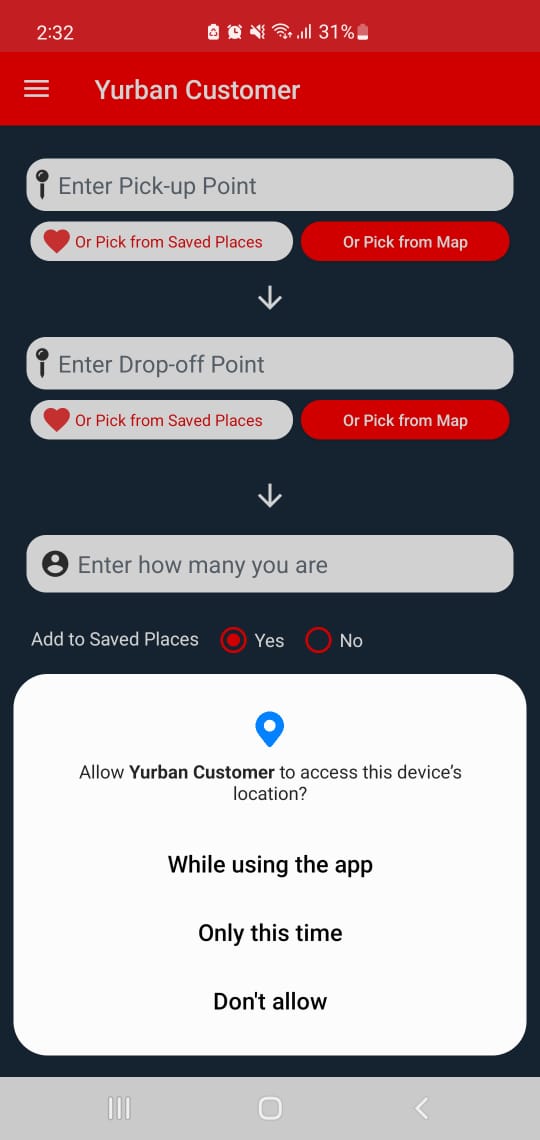 2:32
31%
Yurban Customer
Enter Pick-up Point
Or Pick from Saved Places
Or Pick from Map
Enter Drop-off Point
Or Pick from Saved Places
Or Pick from Map
Enter how many you are
Add to Saved Places
Yes
No
Allow Yurban Customer to access this device’s
location?
While using the app
Only this time
Don't allow